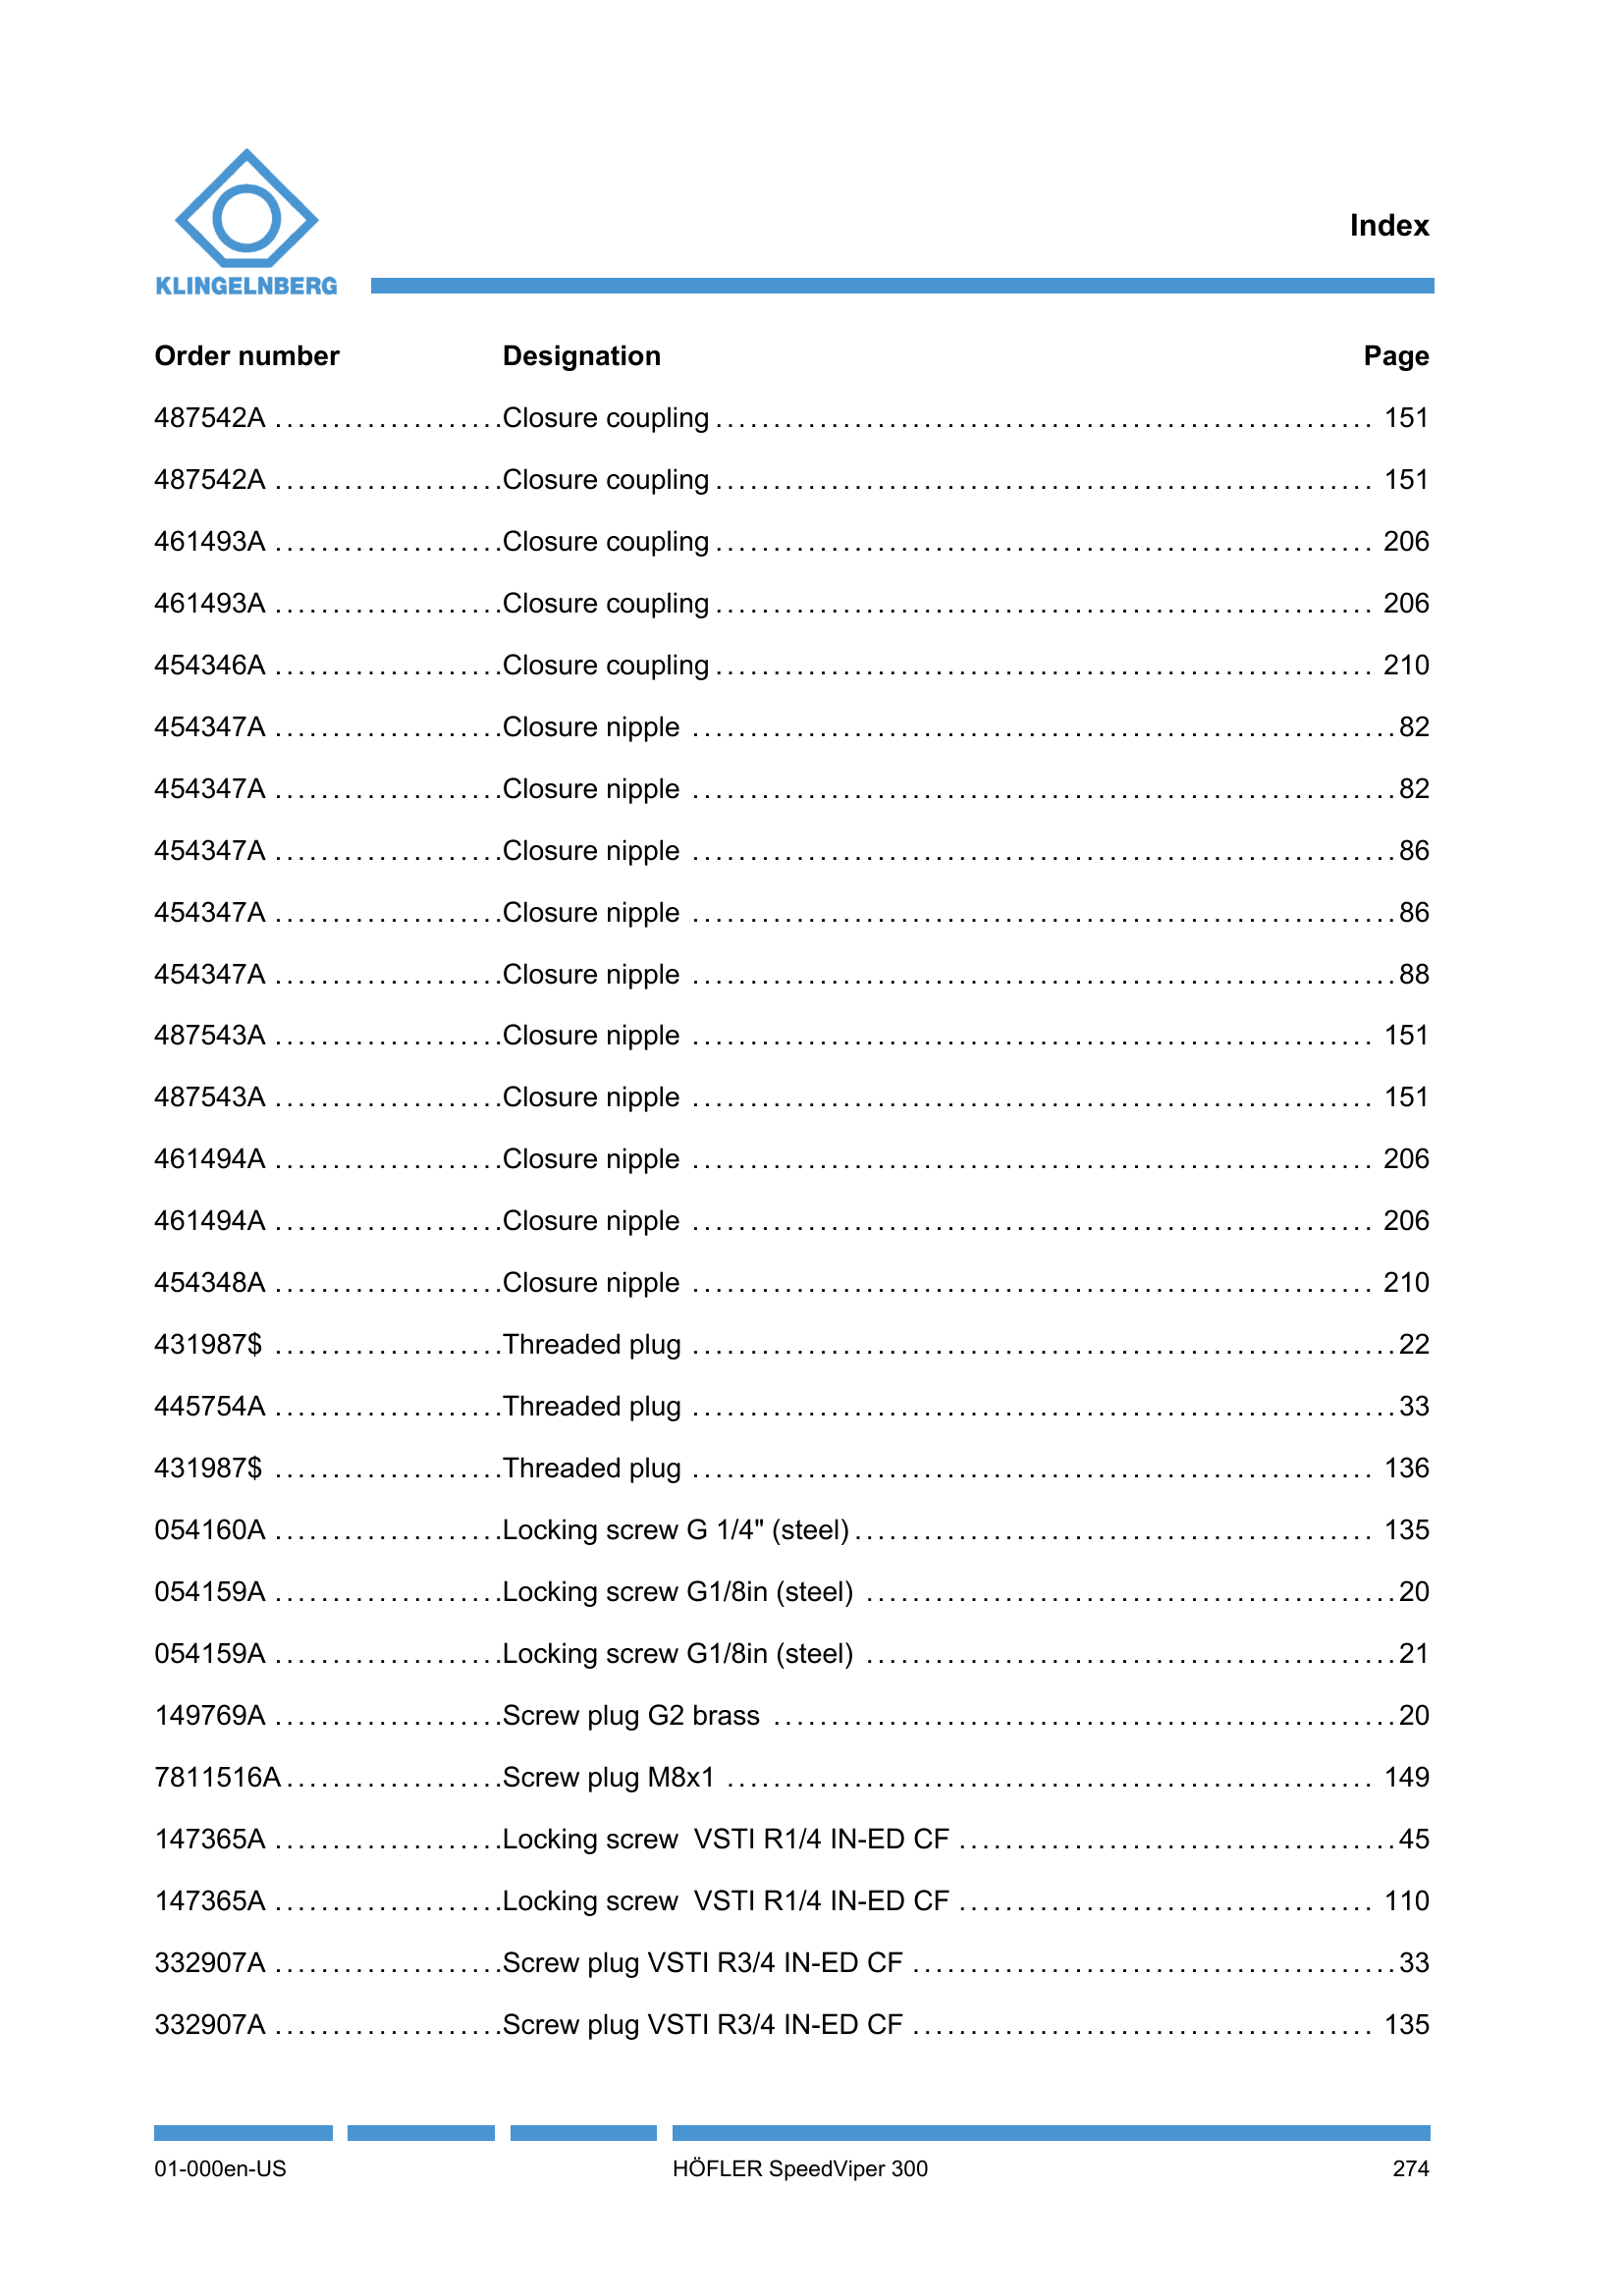 Index
KLINGELNBERG
Order number Designation Page
487542A ....................Closure coupling......................................................... 151
487542A ....................Closure coupling......................................................... 151
461493A ....................Closure coupling......................................................... 206
461493A ....................Closure coupling......................................................... 206
454346A ....................Closure coupling......................................................... 210
454347A ....................Closure nipple .............................................................82
454347A ....................Closure nipple .............................................................82
454347A ....................Closure nipple .............................................................86
454347A ....................Closure nipple .............................................................86
454347A ....................Closure nipple .............................................................88
487543A ....................Closure nipple ........................................................... 151
487543A ....................Closure nipple ........................................................... 151
461494A ....................Closure nipple ........................................................... 206
461494A ....................Closure nipple ........................................................... 206
454348A ....................Closure nipple ........................................................... 210
431987$ ....................Threaded plug .............................................................22
445754A ....................Threaded plug .............................................................33
431987$ ....................Threaded plug ........................................................... 136
054160A ....................Locking screw G 1/4" (steel)............................................. 135
054159A ....................Locking screw G1/8in (steel) ..............................................20
054159A ....................Locking screw G1/8in (steel) ..............................................21
149769A ....................Screw plug G2 brass ......................................................20
7811516A...................Screw plug M8x1 ........................................................ 149
147365A ....................Locking screw  VSTI R1/4 IN-ED CF ......................................45
147365A ....................Locking screw  VSTI R1/4 IN-ED CF .................................... 110
332907A ....................Screw plug VSTI R3/4 IN-ED CF ..........................................33
332907A ....................Screw plug VSTI R3/4 IN-ED CF ........................................ 135
01-000en-US HÖFLER SpeedViper 300 274